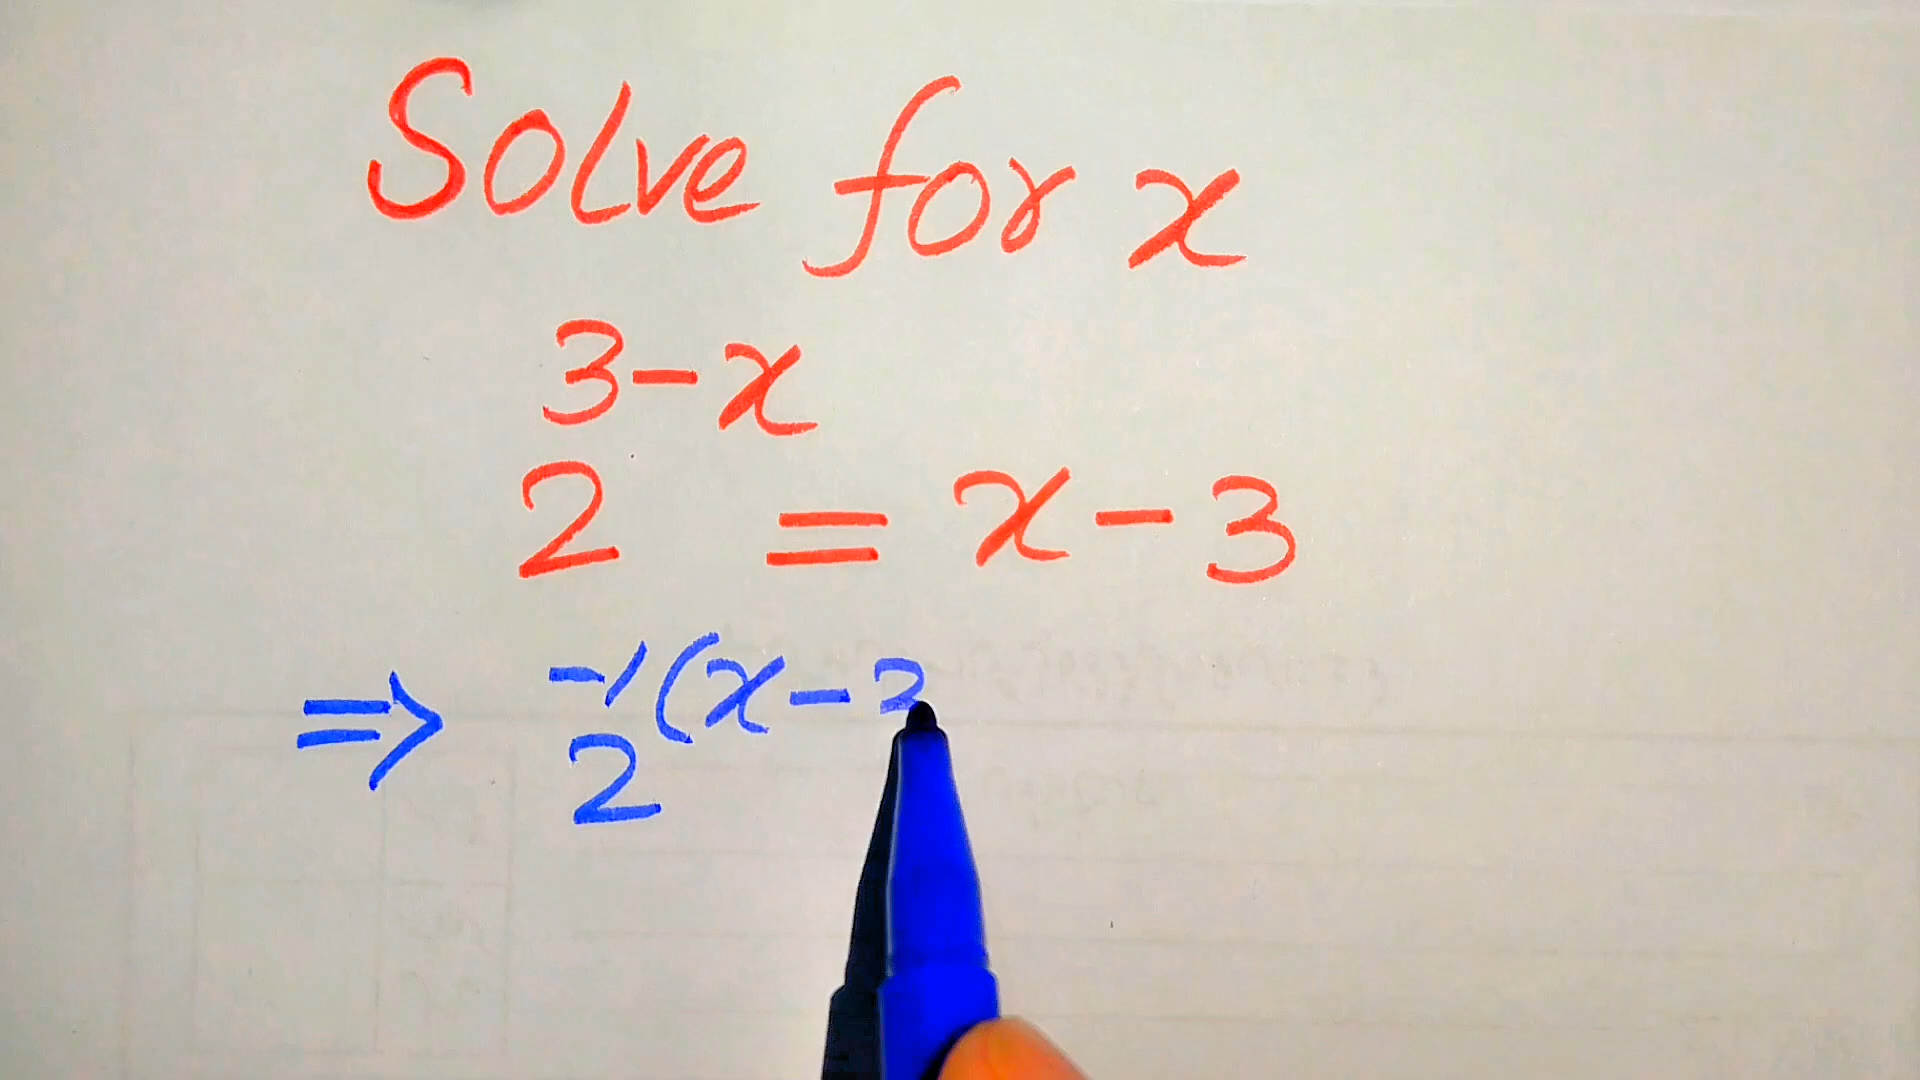 Solve for x
2^(3-x) = x-3
⇒ 2^(-1(x-3